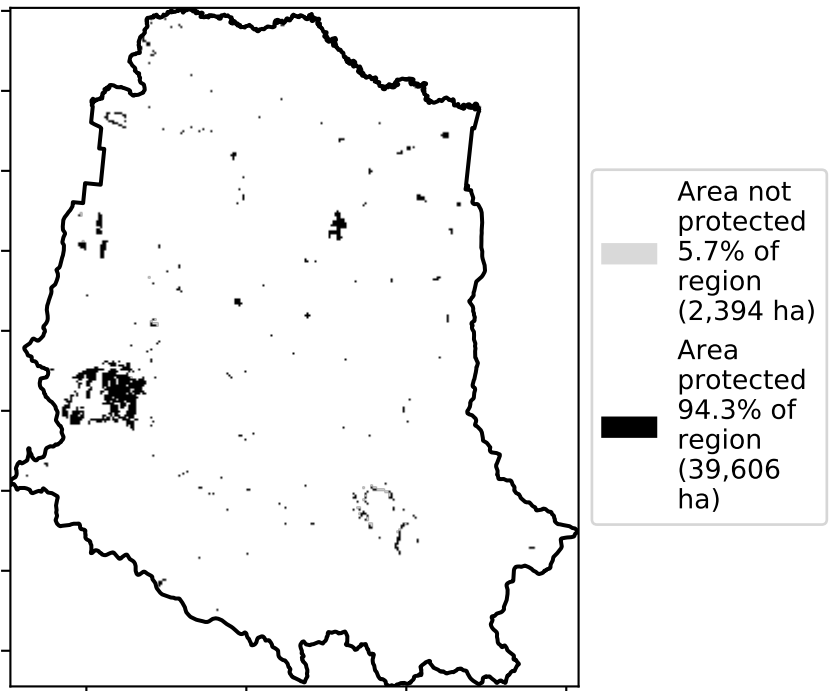 Area not
protected
5.7% of
region
(2,394 ha)
Area
protected
94.3% of
region
(39,606
ha)